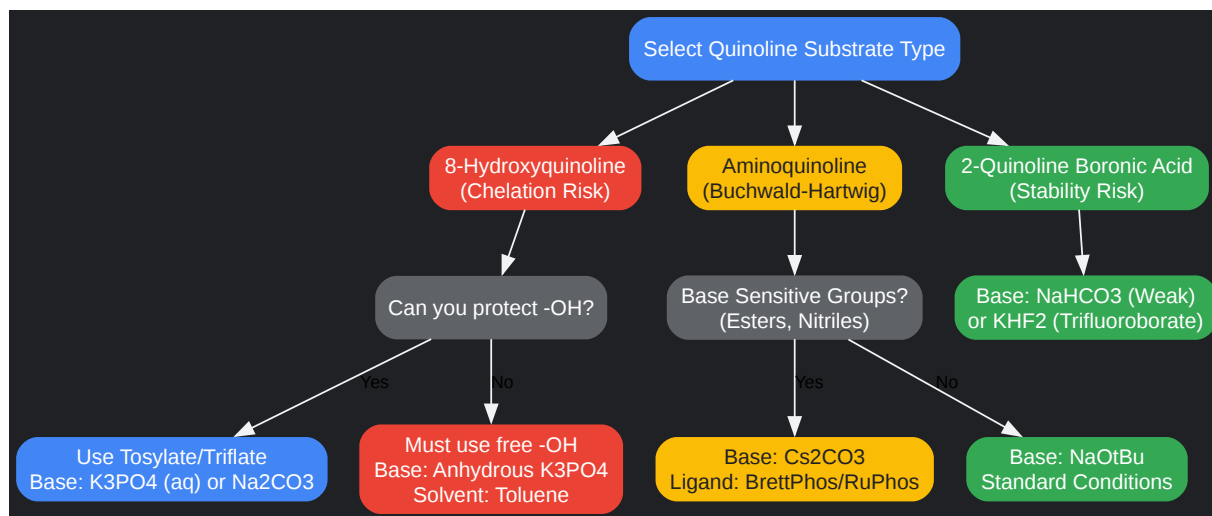 Select Quinoline Substrate Type
8-Hydroxyquinoline
(Chelation Risk)
Aminoquinoline
(Buchwald-Hartwig)
2-Quinoline Boronic Acid
(Stability Risk)
Can you protect -OH?
Base Sensitive Groups?
(Esters, Nitriles)
Base: NaHCO3 (Weak)
or KHF2 (Trifluoroborate)
Yes
No
Yes
No
Use Tosylate/Triflate
Base: K3PO4 (aq) or Na2CO3
Must use free -OH
Base: Anhydrous K3PO4
Solvent: Toluene
Base: Cs2CO3
Ligand: BrettPhos/RuPhos
Base: NaOtBu
Standard Conditions